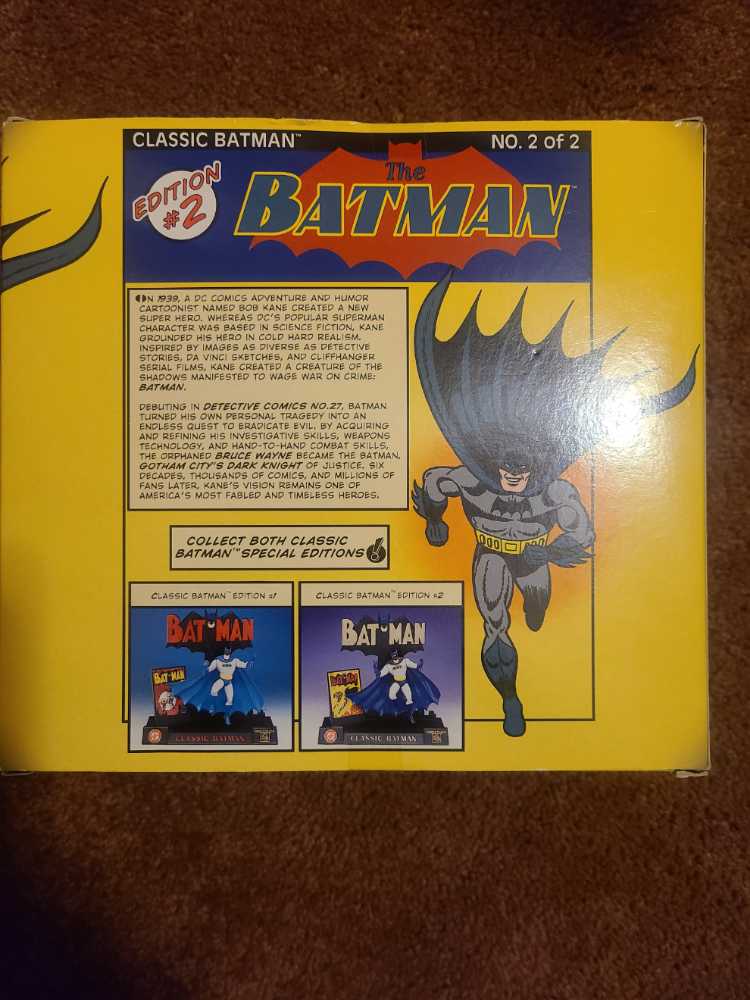 CLASSIC BATMAN™
NO. 2 of 2
EDITION
#2
The
BATMAN™
IN 1939, A DC COMICS ADVENTURE AND HUMOR
CARTOONIST NAMED BOB KANE CREATED A NEW
SUPER HERO. WHEREAS DC'S POPULAR SUPERMAN
CHARACTER WAS BASED IN SCIENCE FICTION, KANE
GROUNDED HIS HERO IN COLD HARD REALISM.
INSPIRED BY IMAGES AS DIVERSE AS DETECTIVE
STORIES, DA VINCI SKETCHES, AND CLIFFHANGER
SERIAL FILMS, KANE CREATED A CREATURE OF THE
SHADOWS MANIFESTED TO WAGE WAR ON CRIME:
BATMAN.
DEBUTING IN DETECTIVE COMICS NO.27, BATMAN
TURNED HIS OWN PERSONAL TRAGEDY INTO AN
ENDLESS QUEST TO ERADICATE EVIL. BY ACQUIRING
AND REFINING HIS INVESTIGATIVE SKILLS, WEAPONS
TECHNOLOGY, AND HAND-TO-HAND COMBAT SKILLS,
THE ORPHANED BRUCE WAYNE BECAME THE BATMAN,
GOTHAM CITY'S DARK KNIGHT OF JUSTICE. SIX
DECADES, THOUSANDS OF COMICS, AND MILLIONS OF
FANS LATER, KANE'S VISION REMAINS ONE OF
AMERICA'S MOST FABLED AND TIMELESS HEROES.
COLLECT BOTH CLASSIC
BATMAN™ SPECIAL EDITIONS
CLASSIC BATMAN™ EDITION #1
BATMAN
BATMAN
CLASSIC BATMAN
CLASSIC BATMAN™ EDITION #2
BATMAN
CLASSIC BATMAN